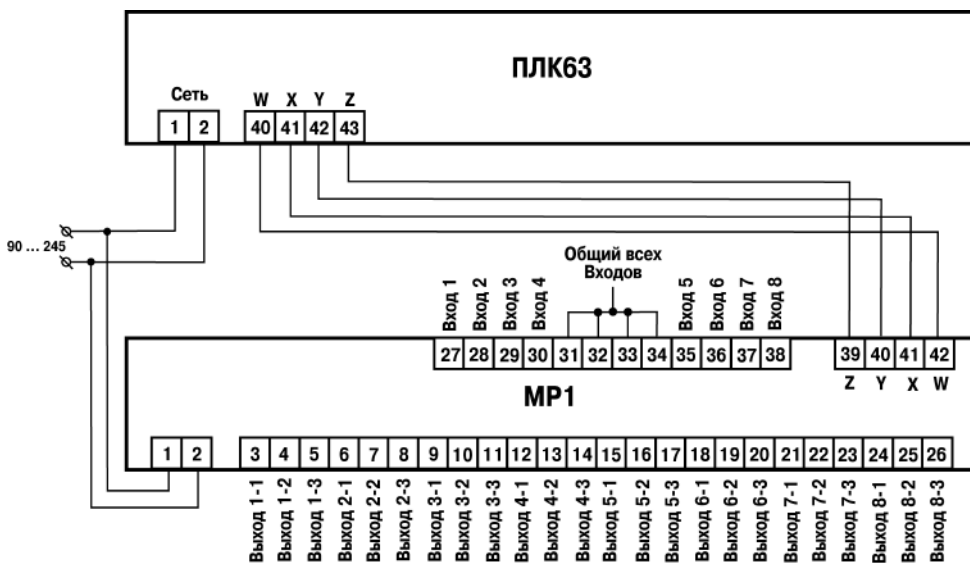 ПЛК63
Сеть W X Y Z
1 2 40 41 42 43
90 ... 245
Общий всех
Входов
Вход 1 Вход 2 Вход 3 Вход 4 Вход 5 Вход 6 Вход 7 Вход 8
27 28 29 30 31 32 33 34 35 36 37 38 39 40 41 42
Z Y X W
МР1
1 2 3 4 5 6 7 8 9 10 11 12 13 14 15 16 17 18 19 20 21 22 23 24 25 26
Выход 1-1 Выход 1-2 Выход 1-3 Выход 2-1 Выход 2-2 Выход 2-3 Выход 3-1 Выход 3-2 Выход 3-3 Выход 4-1 Выход 4-2 Выход 4-3 Выход 5-1 Выход 5-2 Выход 5-3 Выход 6-1 Выход 6-2 Выход 6-3 Выход 7-1 Выход 7-2 Выход 7-3 Выход 8-1 Выход 8-2 Выход 8-3